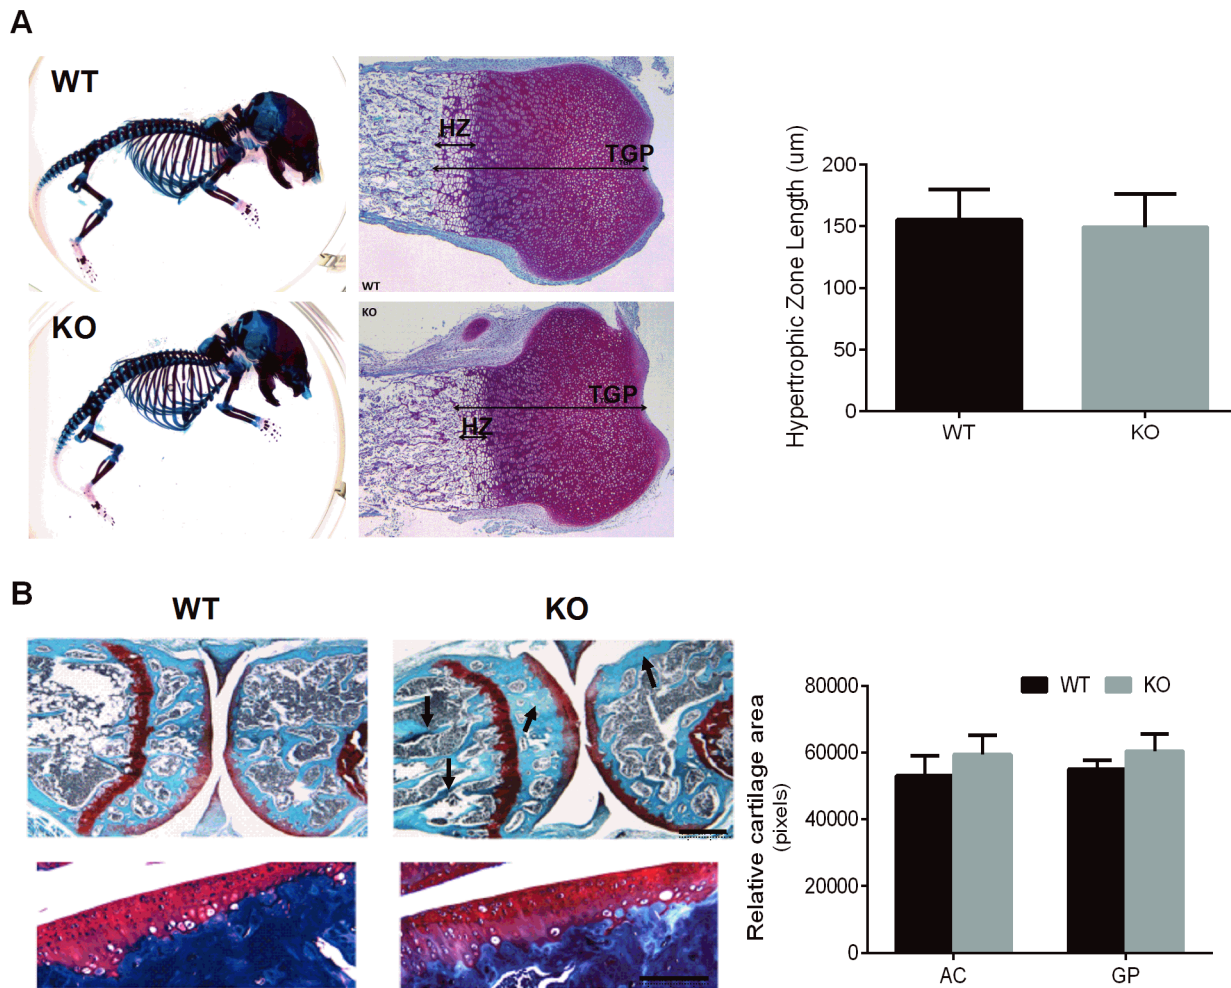 A
WT
HZ
TGP
WT
KO
KO
TGP
HZ
Hypertrophic Zone Length (um)
200
150
100
50
0
WT
KO
B
WT
KO
Relative cartilage area
(pixels)
80000
60000
40000
20000
0
WT
KO
AC
GP